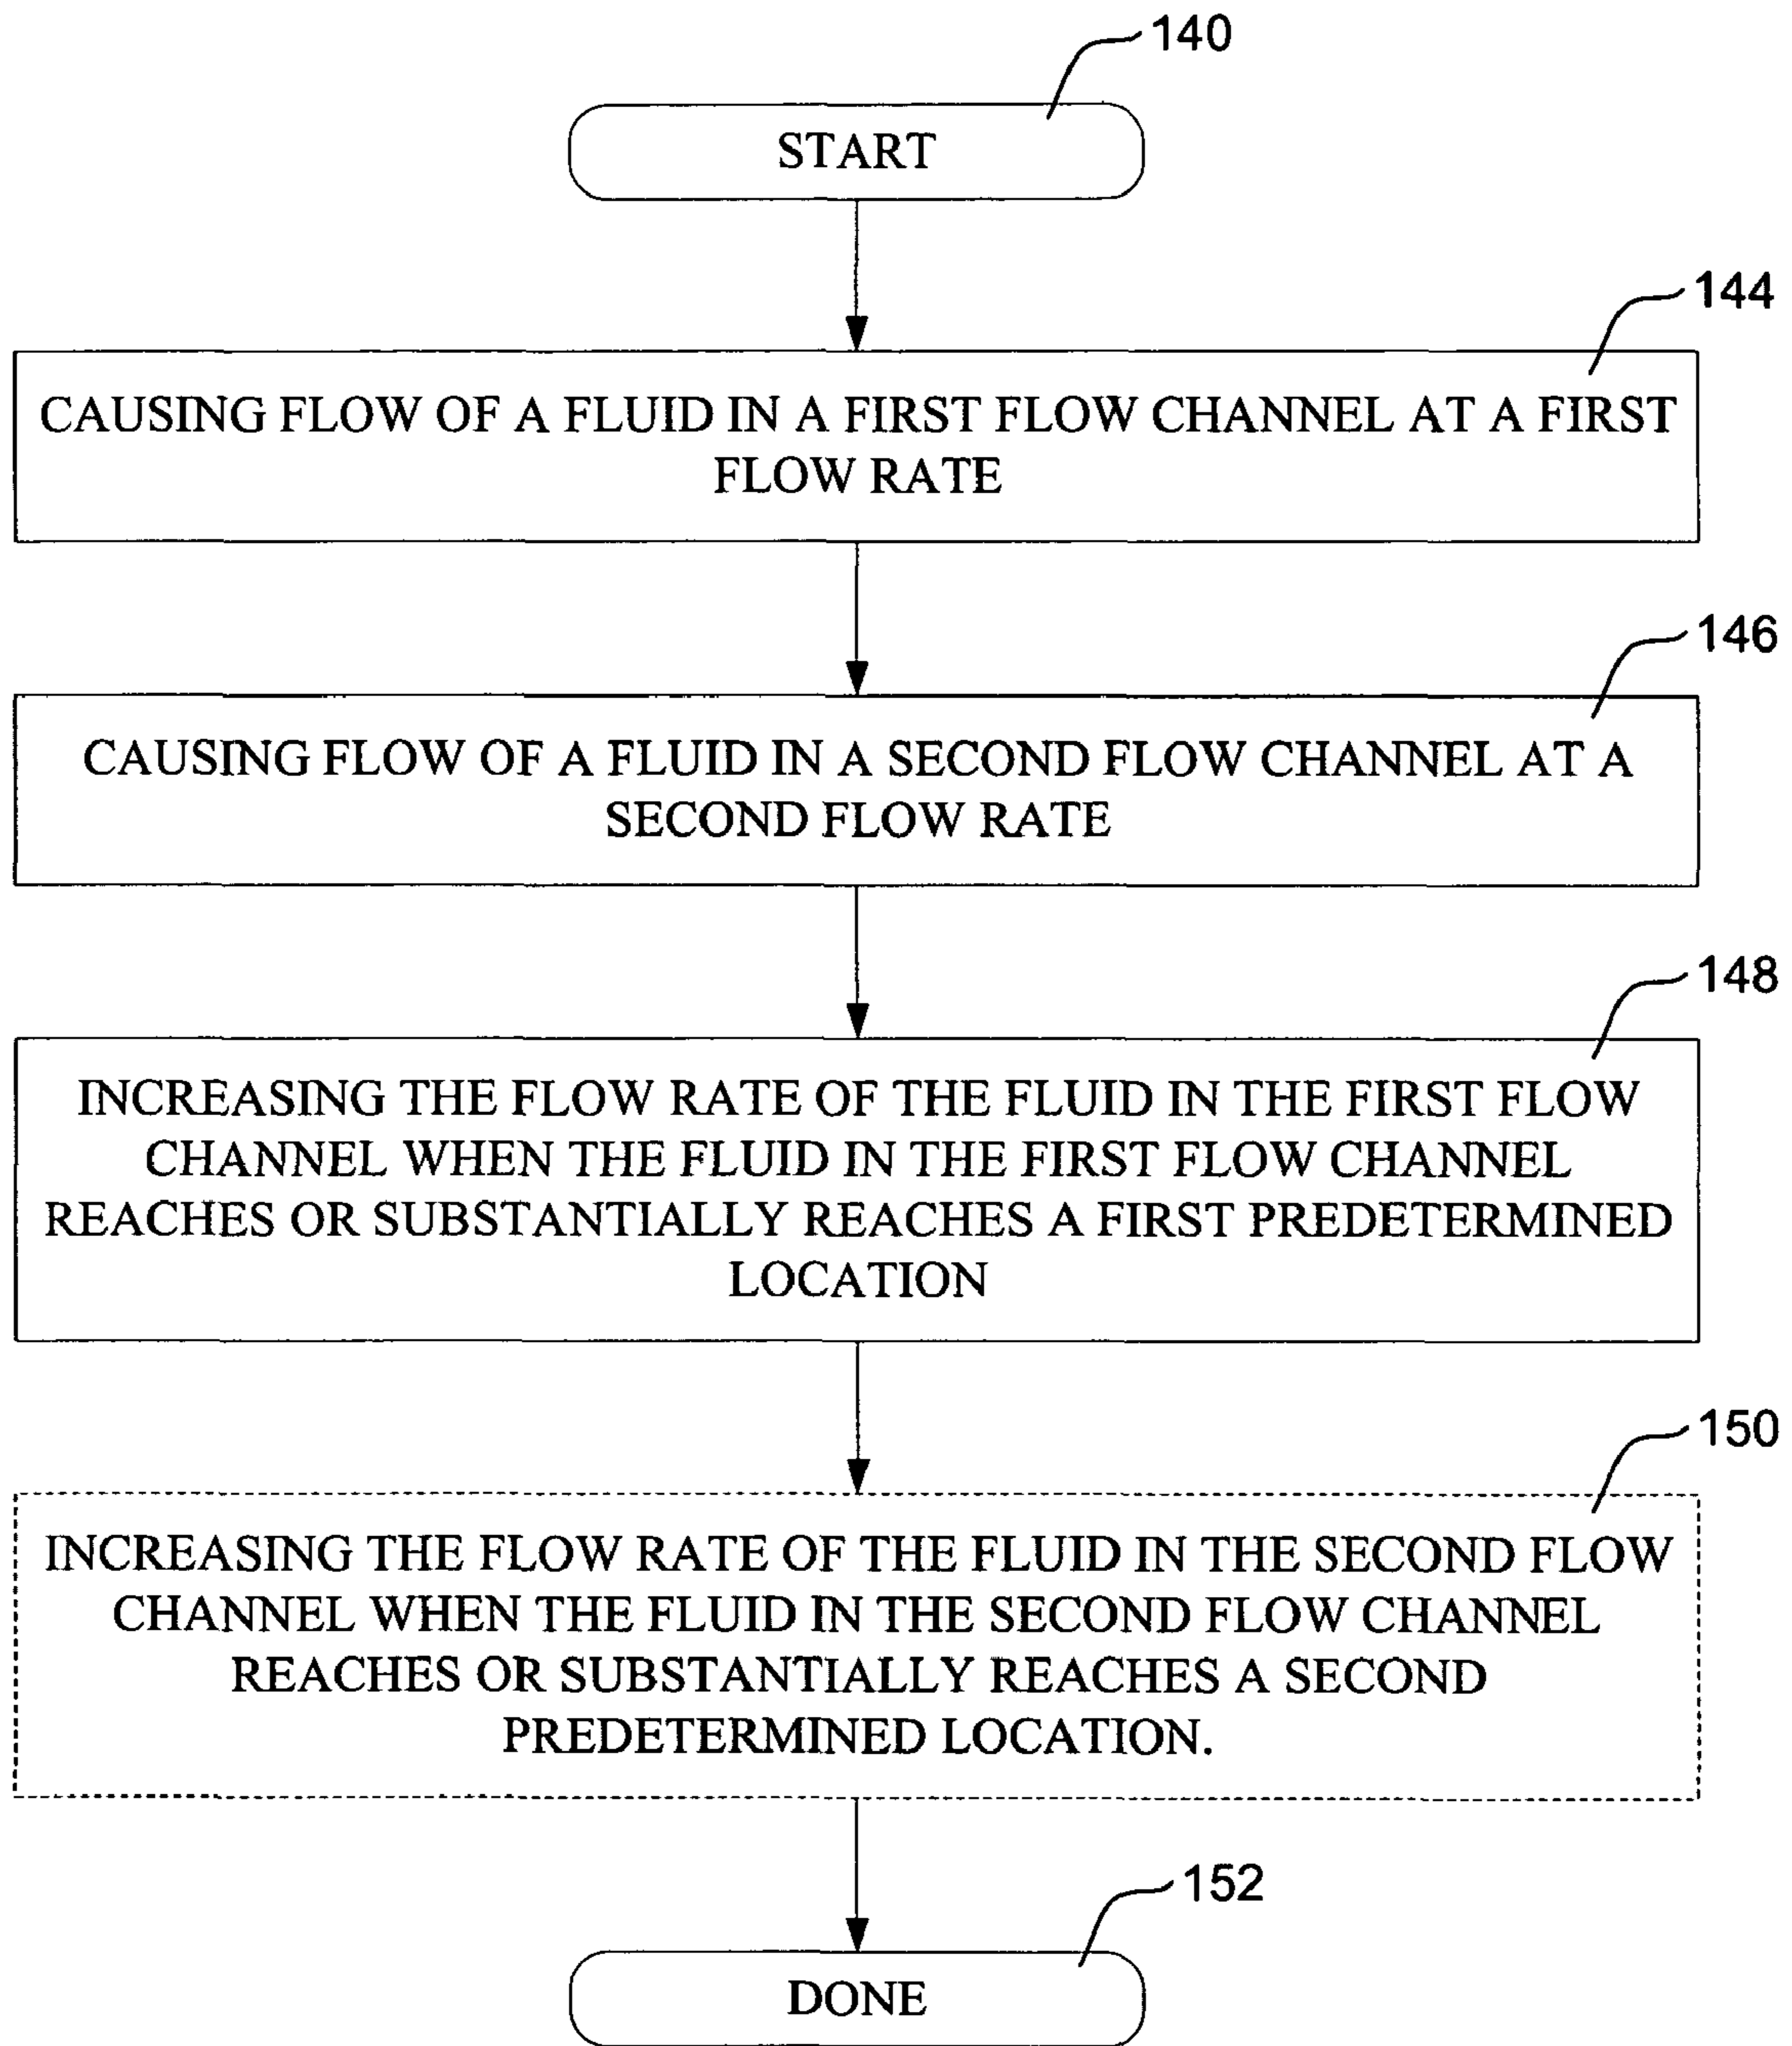 140
START
144
CAUSING FLOW OF A FLUID IN A FIRST FLOW CHANNEL AT A FIRST
FLOW RATE
146
CAUSING FLOW OF A FLUID IN A SECOND FLOW CHANNEL AT A
SECOND FLOW RATE
148
INCREASING THE FLOW RATE OF THE FLUID IN THE FIRST FLOW
CHANNEL WHEN THE FLUID IN THE FIRST FLOW CHANNEL
REACHES OR SUBSTANTIALLY REACHES A FIRST PREDETERMINED
LOCATION
150
INCREASING THE FLOW RATE OF THE FLUID IN THE SECOND FLOW
CHANNEL WHEN THE FLUID IN THE SECOND FLOW CHANNEL
REACHES OR SUBSTANTIALLY REACHES A SECOND
PREDETERMINED LOCATION.
152
DONE